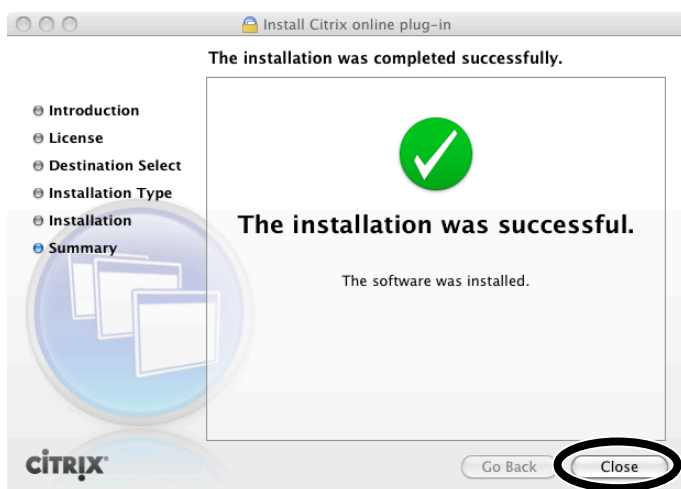 Install Citrix online plug-in
The installation was completed successfully.
Introduction
License
Destination Select
Installation Type
Installation
Summary
The installation was successful.
The software was installed.
CITRIX
Go Back
Close